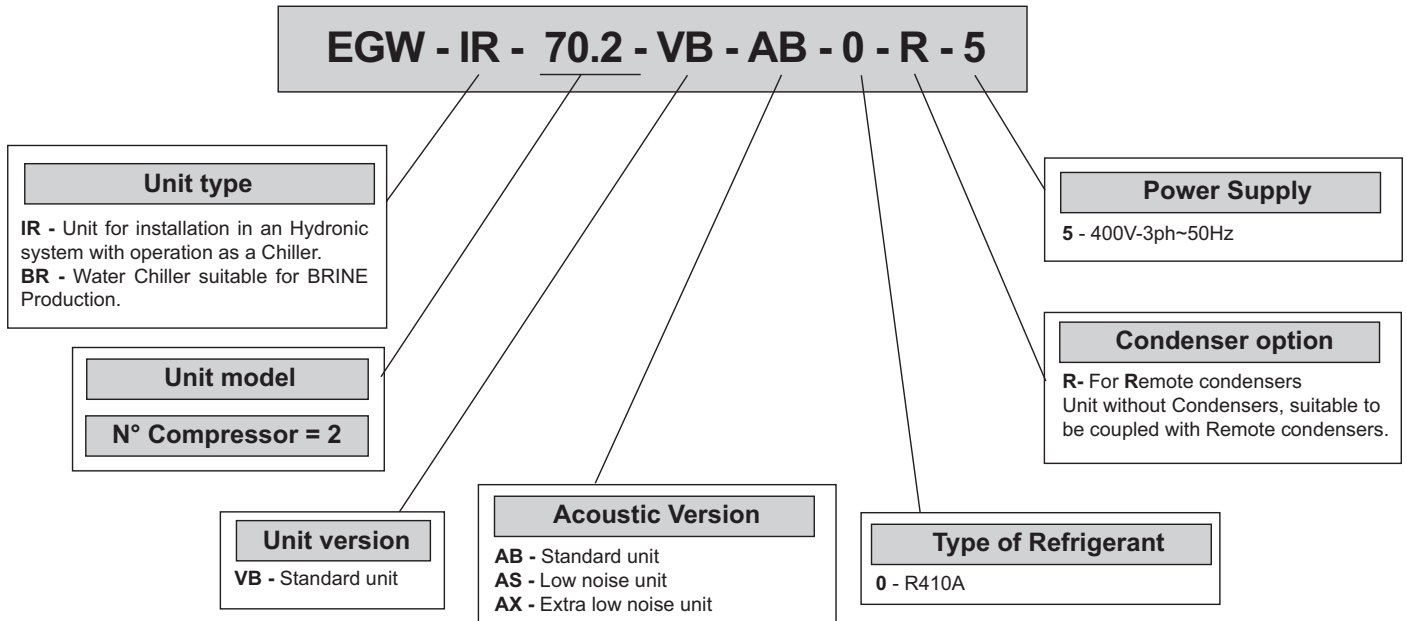 EGW - IR - 70.2 - VB - AB - 0 - R - 5
Unit type
IR - Unit for installation in an Hydronic
system with operation as a Chiller.
BR - Water Chiller suitable for BRINE
Production.
Power Supply
5 - 400V-3ph~50Hz
Unit model
N° Compressor = 2
Condenser option
R- For Remote condensers
Unit without Condensers, suitable to
be coupled with Remote condensers.
Unit version
VB - Standard unit
Acoustic Version
AB - Standard unit
AS - Low noise unit
AX - Extra low noise unit
Type of Refrigerant
0 - R410A